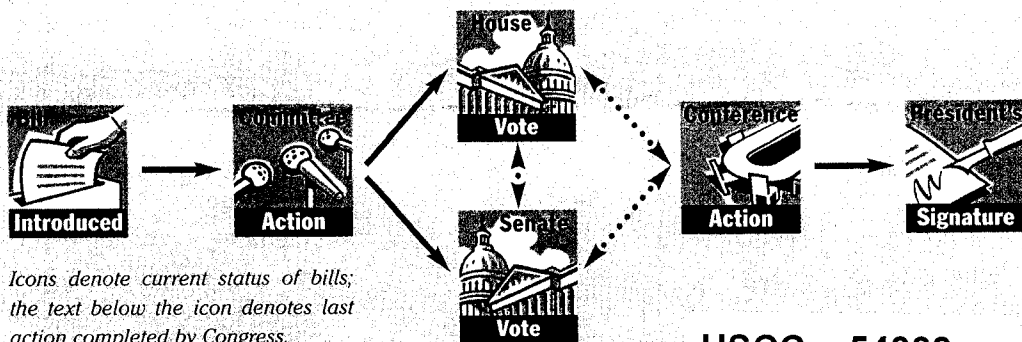 House
Vote
Bill
Introduced
Committee
Action
Conference
Action
President's
Signature
Senate
Vote
Icons denote current status of bills;
the text below the icon denotes last
action completed by Congress.